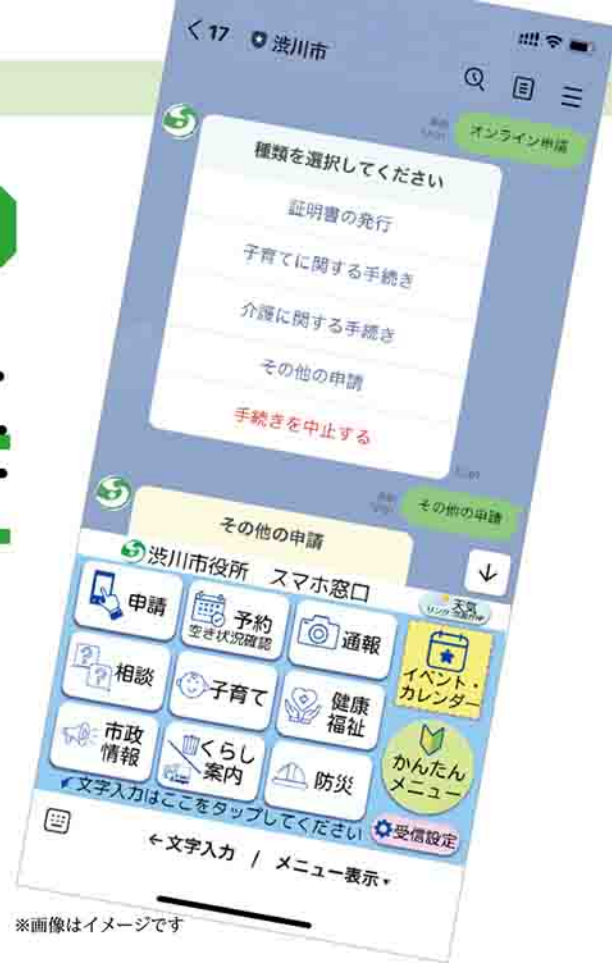 17 渋川市
オンライン申請
種類を選択してください
証明書の発行
子育てに関する手続き
介護に関する手続き
その他の申請
手続きを中止する
その他の申請
その他の申請
渋川市役所 スマホ窓口
天気
申請
予約
空き状況確認
通報
イベント・
カレンダー
相談
子育て
健康
福祉
市政
情報
くらし
案内
防災
かんたん
メニュー
文字入力はここをタップしてください
受信設定
←文字入力 / メニュー表示▾
※画像はイメージです